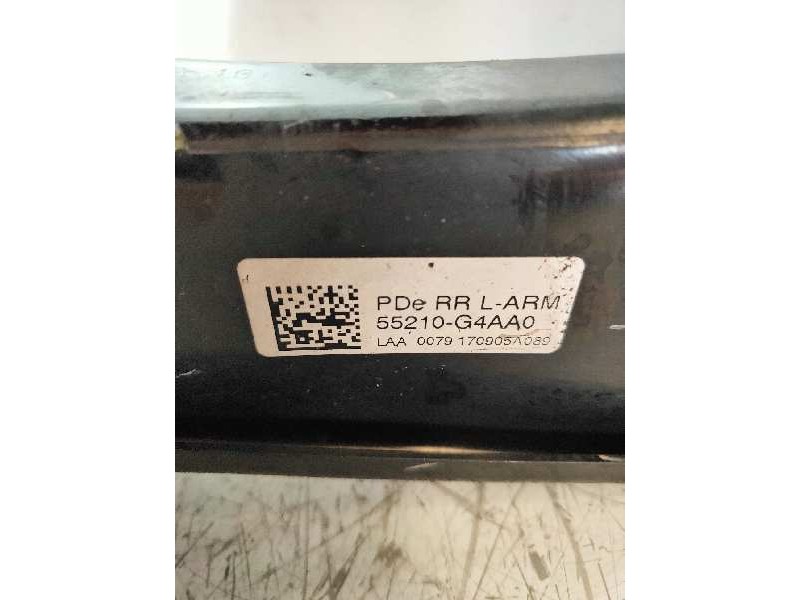 PDe RR L-ARM
55210-G4AA0
LAA 0079 170905A089